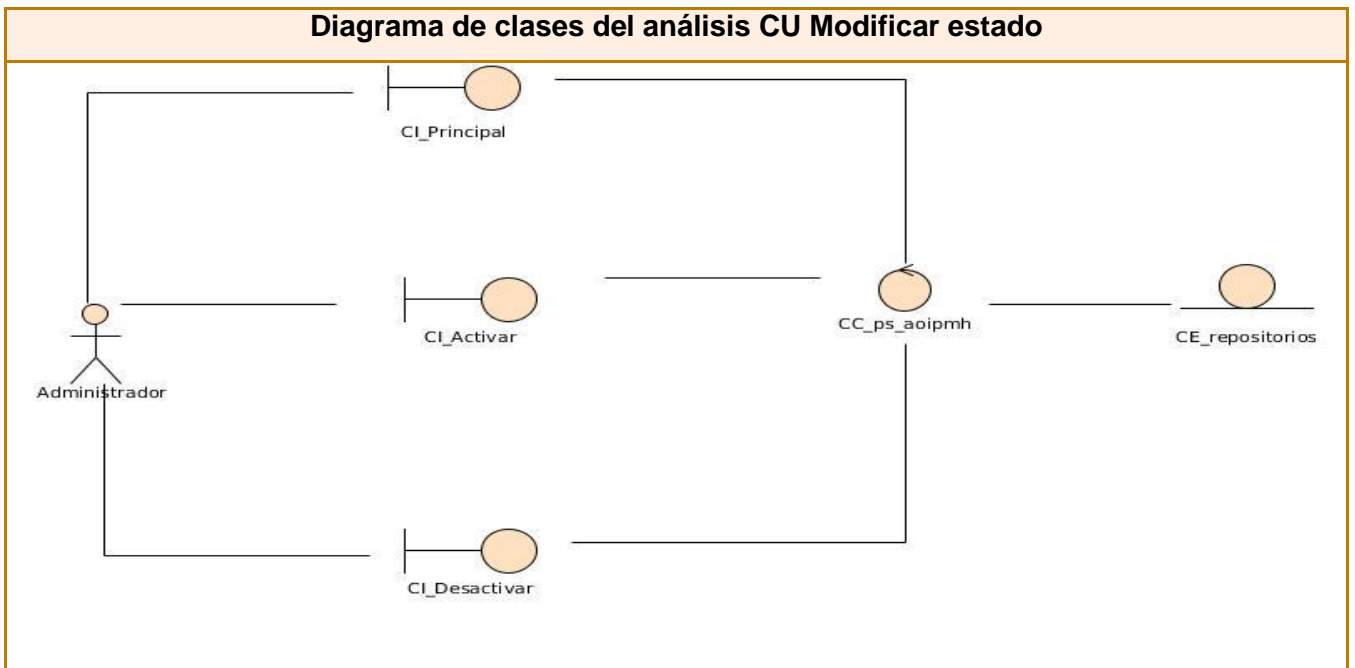 Diagrama de clases del análisis CU Modificar estado
CI_Principal
CI_Activar
CC_ps_aoipmh
CE_repositorios
Administrador
CI_Desactivar